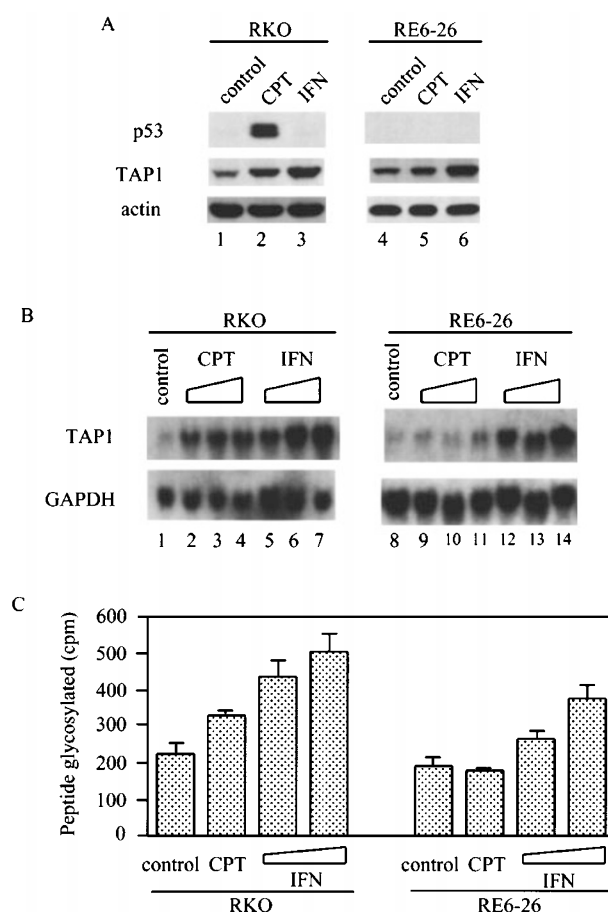 A
RKO RE6-26
control CPT IFN control CPT IFN
p53
TAP1
actin
1 2 3 4 5 6
B
RKO RE6-26
control CPT IFN control CPT IFN
TAP1
GAPDH
1 2 3 4 5 6 7 8 9 10 11 12 13 14
C
Peptide glycosylated (cpm)
600
500
400
300
200
100
0
control CPT IFN control CPT IFN
RKO RE6-26